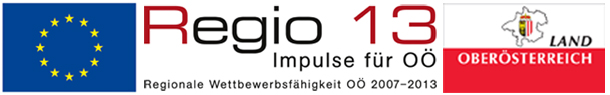 Regio 13
Impulse für OÖ
Regionale Wettbewerbsfähigkeit OÖ 2007-2013
LAND
OBERÖSTERREICH